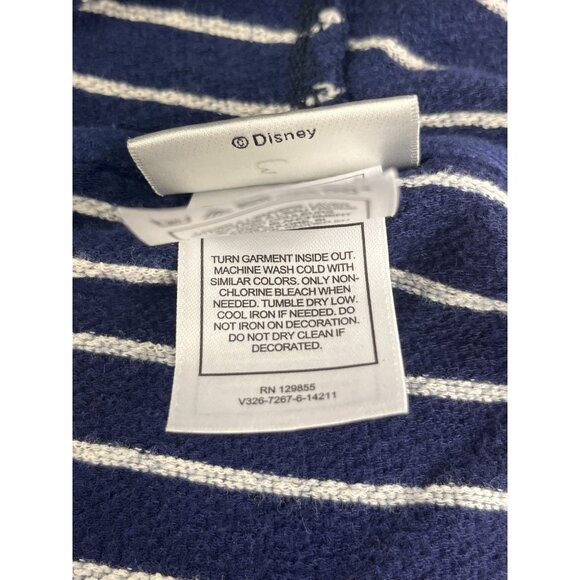 © Disney
TURN GARMENT INSIDE OUT.
MACHINE WASH COLD WITH
SIMILAR COLORS. ONLY NON-
CHLORINE BLEACH WHEN
NEEDED. TUMBLE DRY LOW.
COOL IRON IF NEEDED. DO
NOT IRON ON DECORATION.
DO NOT DRY CLEAN IF
DECORATED.
RN 129855
V326-7267-6-14211